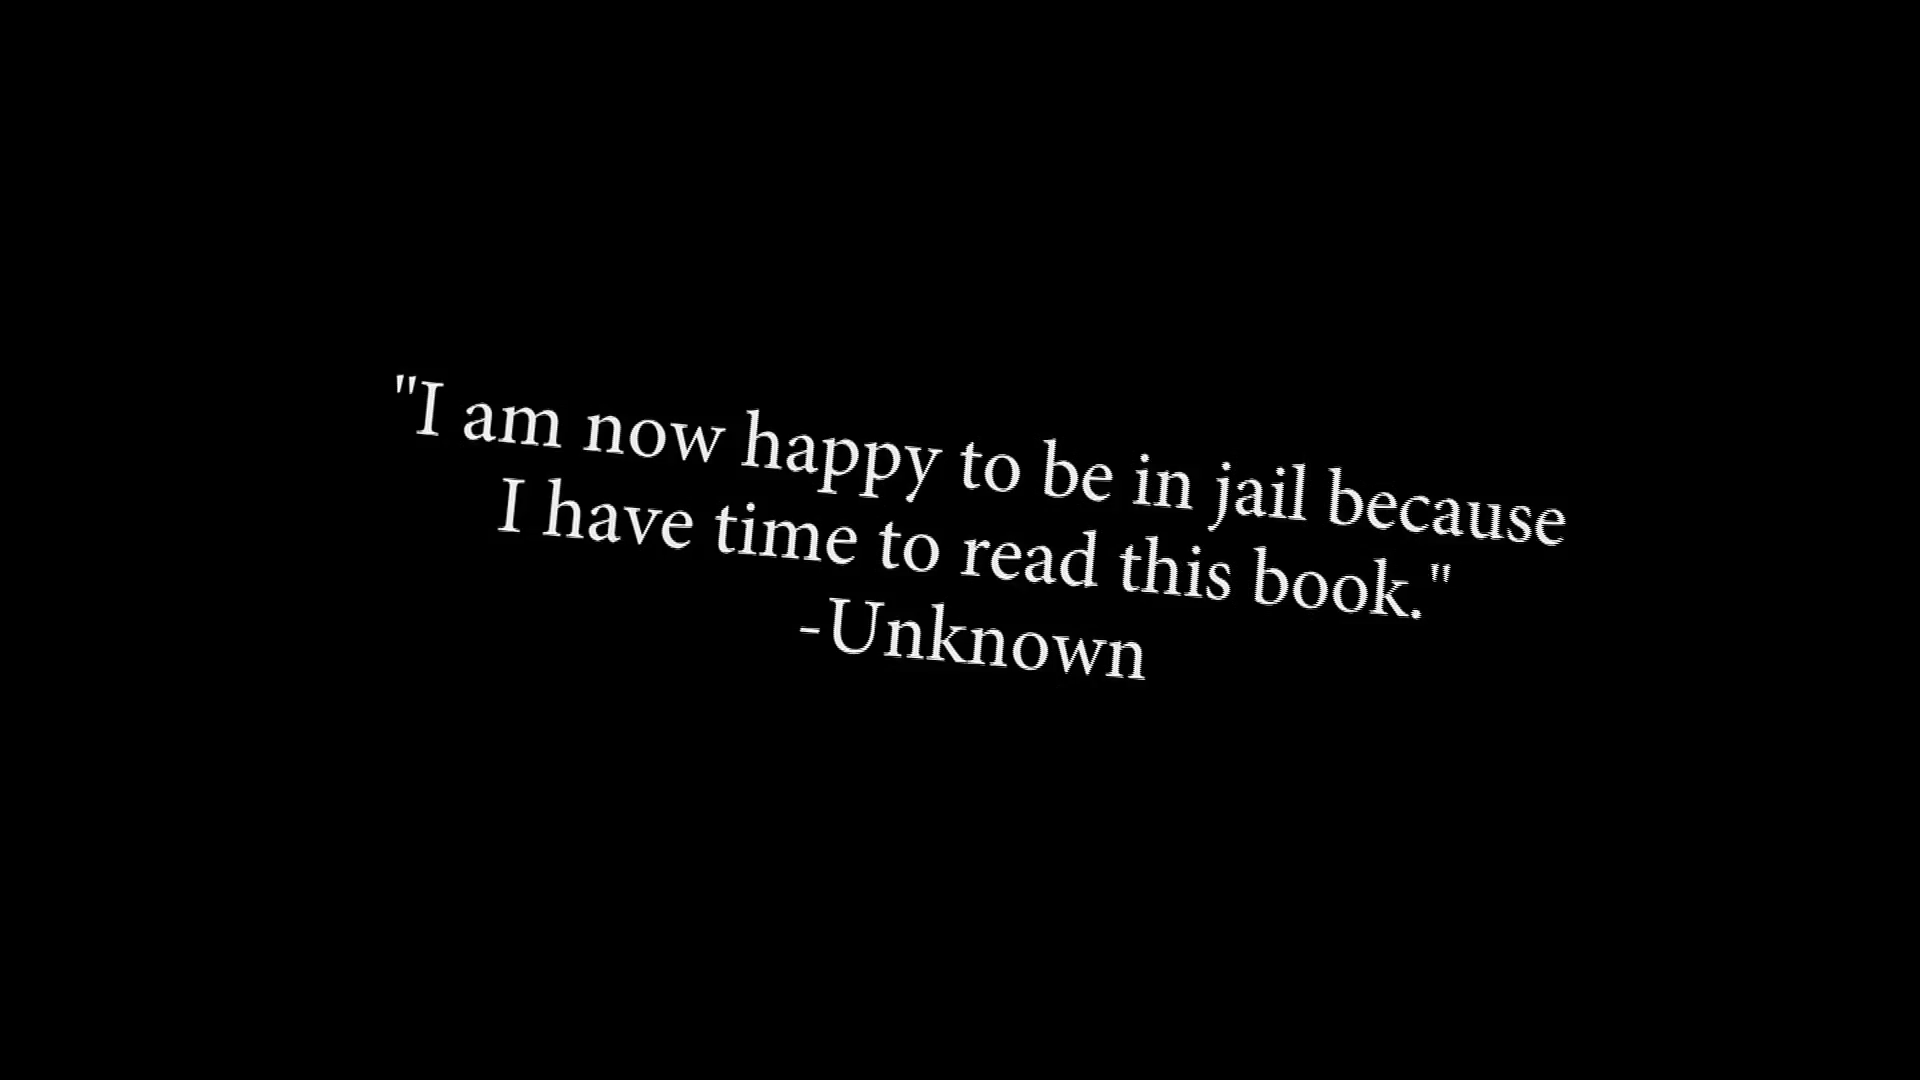 "I am now happy to be in jail because
I have time to read this book."
-Unknown